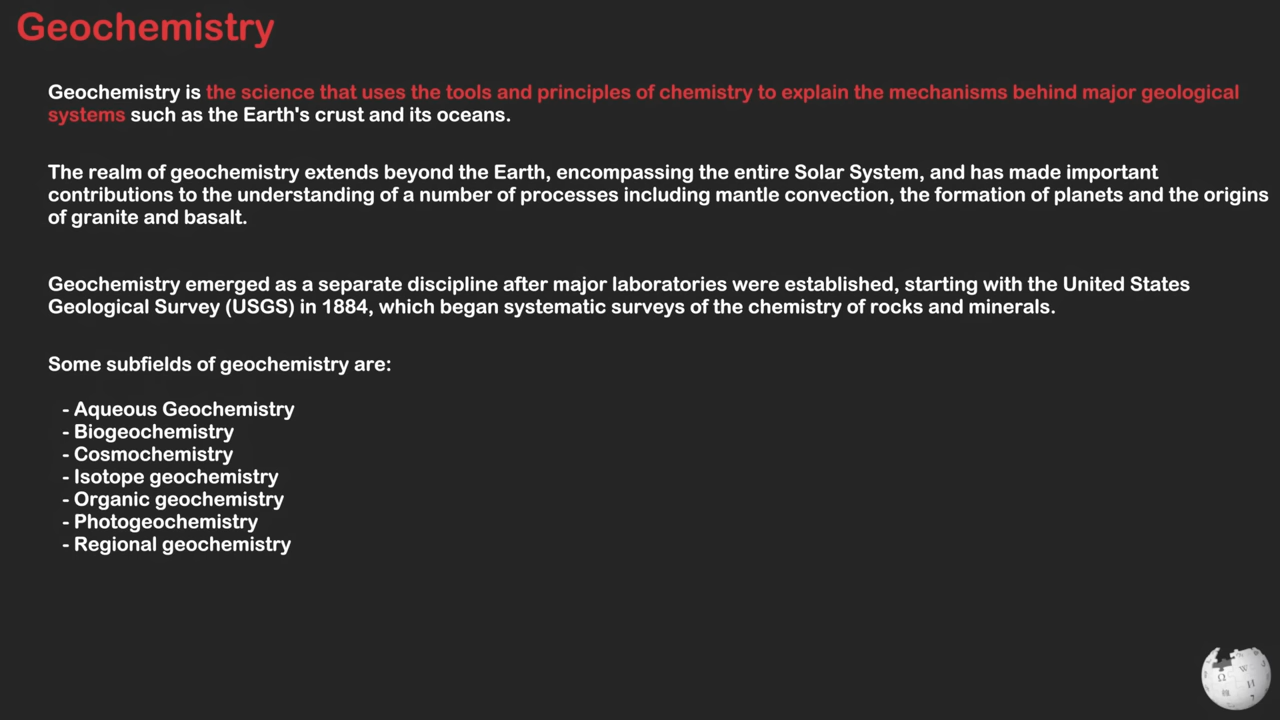 Geochemistry
Geochemistry is the science that uses the tools and principles of chemistry to explain the mechanisms behind major geological
systems such as the Earth's crust and its oceans.
The realm of geochemistry extends beyond the Earth, encompassing the entire Solar System, and has made important
contributions to the understanding of a number of processes including mantle convection, the formation of planets and the origins
of granite and basalt.
Geochemistry emerged as a separate discipline after major laboratories were established, starting with the United States
Geological Survey (USGS) in 1884, which began systematic surveys of the chemistry of rocks and minerals.
Some subfields of geochemistry are:
- Aqueous Geochemistry
- Biogeochemistry
- Cosmochemistry
- Isotope geochemistry
- Organic geochemistry
- Photogeochemistry
- Regional geochemistry